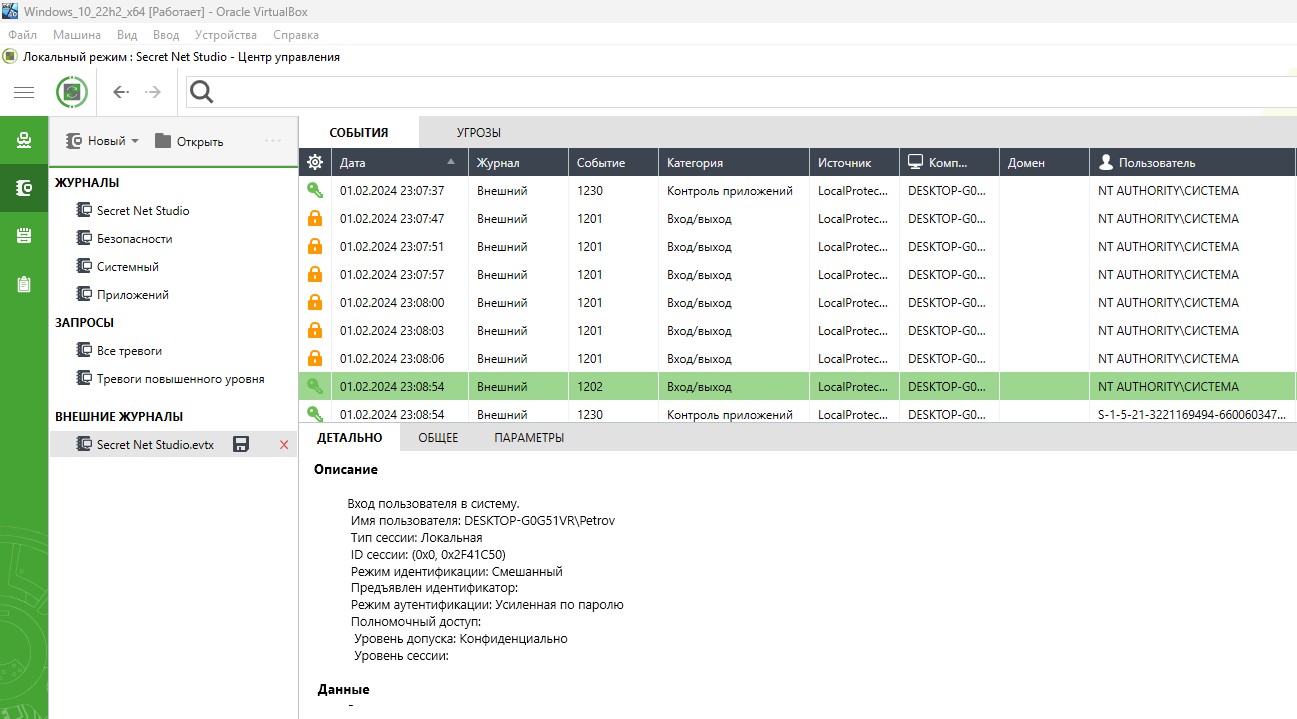 Windows_10_22h2_x64 [Работает] - Oracle VirtualBox
Файл Машина Вид Ввод Устройства Справка
Локальный режим : Secret Net Studio - Центр управления
Новый Открыть ...
СОБЫТИЯ УГРОЗЫ
Дата Журнал Событие Категория Источник Комп... Домен Пользователь
01.02.2024 23:07:37 Внешний 1230 Контроль приложений LocalProtec... DESKTOP-G0... NT AUTHORITY\СИСТЕМА
01.02.2024 23:07:47 Внешний 1201 Вход/выход LocalProtec... DESKTOP-G0... NT AUTHORITY\СИСТЕМА
01.02.2024 23:07:51 Внешний 1201 Вход/выход LocalProtec... DESKTOP-G0... NT AUTHORITY\СИСТЕМА
01.02.2024 23:07:57 Внешний 1201 Вход/выход LocalProtec... DESKTOP-G0... NT AUTHORITY\СИСТЕМА
01.02.2024 23:08:00 Внешний 1201 Вход/выход LocalProtec... DESKTOP-G0... NT AUTHORITY\СИСТЕМА
01.02.2024 23:08:03 Внешний 1201 Вход/выход LocalProtec... DESKTOP-G0... NT AUTHORITY\СИСТЕМА
01.02.2024 23:08:06 Внешний 1201 Вход/выход LocalProtec... DESKTOP-G0... NT AUTHORITY\СИСТЕМА
01.02.2024 23:08:54 Внешний 1202 Вход/выход LocalProtec... DESKTOP-G0... NT AUTHORITY\СИСТЕМА
01.02.2024 23:08:54 Внешний 1230 Контроль приложений LocalProtec... DESKTOP-G0... S-1-5-21-3221169494-660060347...
ЖУРНАЛЫ
Secret Net Studio
Безопасности
Системный
Приложений
ЗАПРОСЫ
Все тревоги
Тревоги повышенного уровня
ВНЕШНИЕ ЖУРНАЛЫ
Secret Net Studio.evtx
ДЕТАЛЬНО ОБЩЕЕ ПАРАМЕТРЫ
Описание
Вход пользователя в систему.
Имя пользователя: DESKTOP-G0G51VR\Petrov
Тип сессии: Локальная
ID сессии: (0x0, 0x2F41C50)
Режим идентификации: Смешанный
Предъявлен идентификатор:
Режим аутентификации: Усиленная по паролю
Полномочный доступ:
Уровень допуска: Конфиденциально
Уровень сессии:
Данные